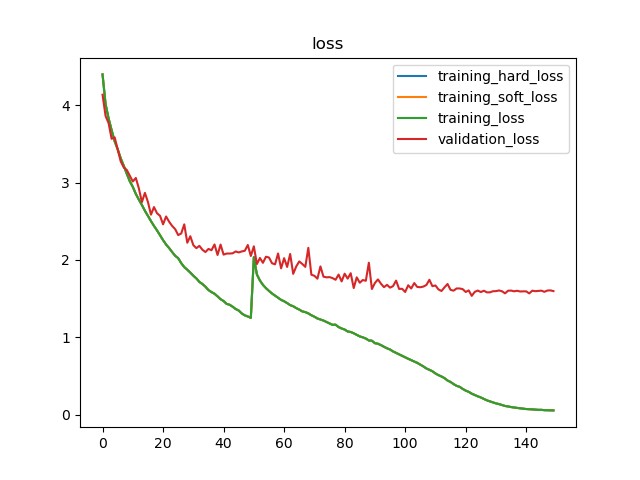 loss
training_hard_loss
training_soft_loss
training_loss
validation_loss
4
3
2
1
0
0 20 40 60 80 100 120 140